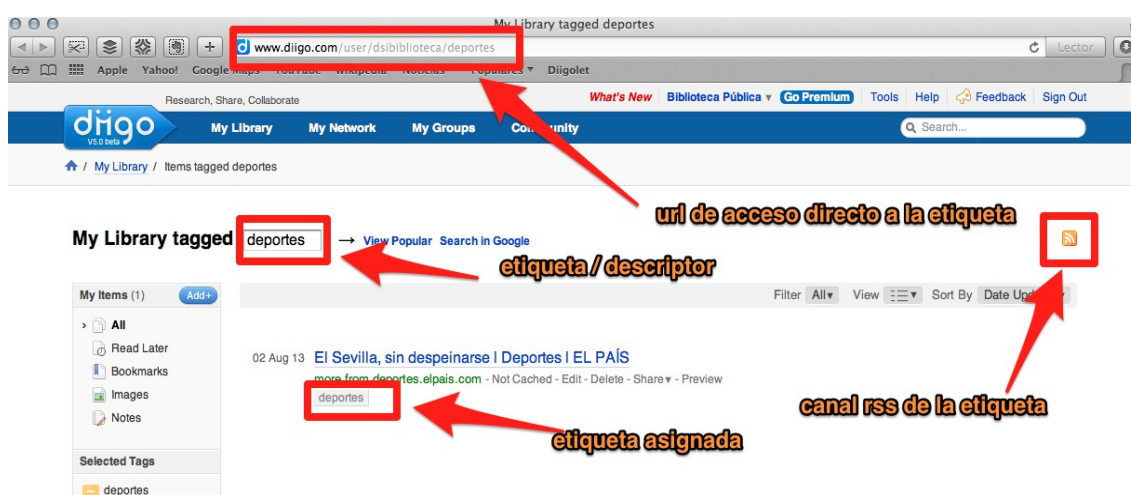 My Library tagged deportes
www.diigo.com/user/dsibiblioteca/deportes
Lector
Apple Yahoo! Google Maps YouTube Wikipedia Noticias Populares ▼ Diigolet
Research, Share, Collaborate
What's New Biblioteca Pública ▾ Go Premium Tools Help Feedback Sign Out
diigo
V5.0 beta
My Library My Network My Groups Community
Search...
/ My Library / Items tagged deportes
url de acceso directo a la etiqueta
My Library tagged deportes → View Popular Search in Google
etiqueta / descriptor
My Items (1) Add+
Filter All▾ View Sort By Date Updated
› All
Read Later
Bookmarks
Images
Notes
02 Aug 13 El Sevilla, sin despeinarse | Deportes | EL PAÍS
more from deportes.elpais.com - Not Cached - Edit - Delete - Share ▾ - Preview
deportes
canal rss de la etiqueta
etiqueta asignada
Selected Tags
deportes